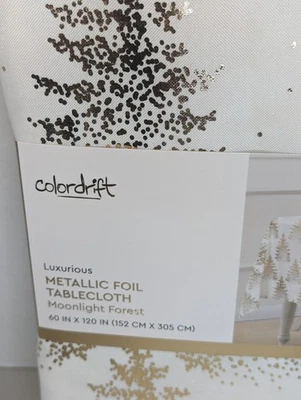 colordrift
Luxurious
METALLIC FOIL
TABLECLOTH
Moonlight Forest
60 IN X 120 IN (152 CM X 305 CM)